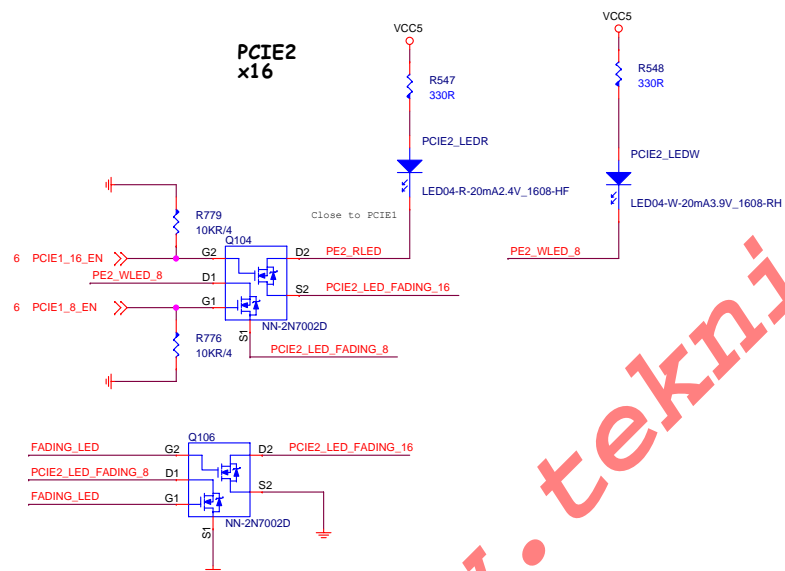 VCC5
VCC5
PCIE2
x16
R547
330R
R548
330R
PCIE2_LEDR
PCIE2_LEDW
LED04-R-20mA2.4V_1608-HF
LED04-W-20mA3.9V_1608-RH
R779
10KR/4
Close to PCIE1
Q104
6 PCIE1_16_EN
G2
D2
PE2_RLED
PE2_WLED_8
PE2_WLED_8
D1
S2
PCIE2_LED_FADING_16
6 PCIE1_8_EN
G1
NN-2N7002D
S1
R776
10KR/4
PCIE2_LED_FADING_8
Q106
FADING_LED
G2
D2
PCIE2_LED_FADING_16
PCIE2_LED_FADING_8
D1
S2
FADING_LED
G1
NN-2N7002D
S1
.tekni